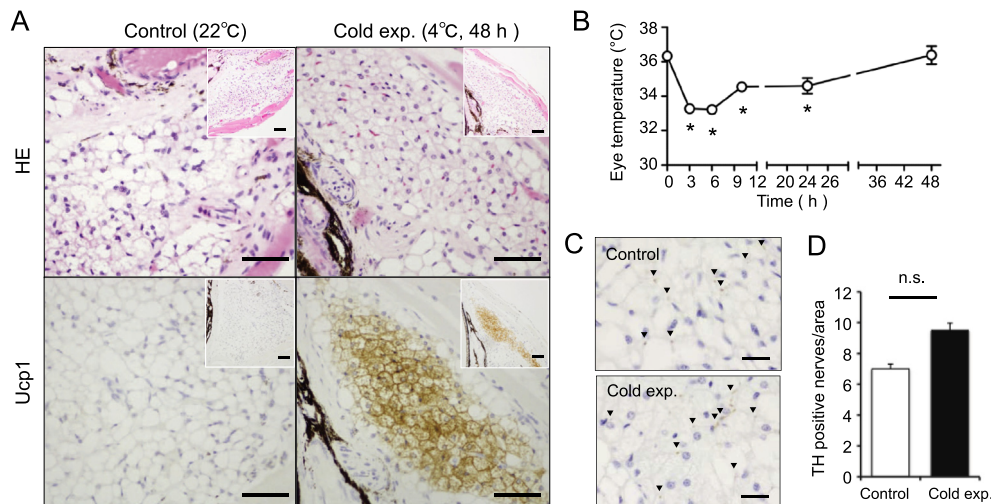 A
Control (22°C)
Cold exp. (4°C, 48 h )
HE
Ucp1
B
Eye temperature (°C)
38
36
34
32
30
* * * *
0 3 6 9 12 20 24 26 36 42 48
Time ( h )
C
Control
Cold exp.
D
n.s.
TH positive nerves/area
12
10
8
6
4
2
0
Control Cold exp.